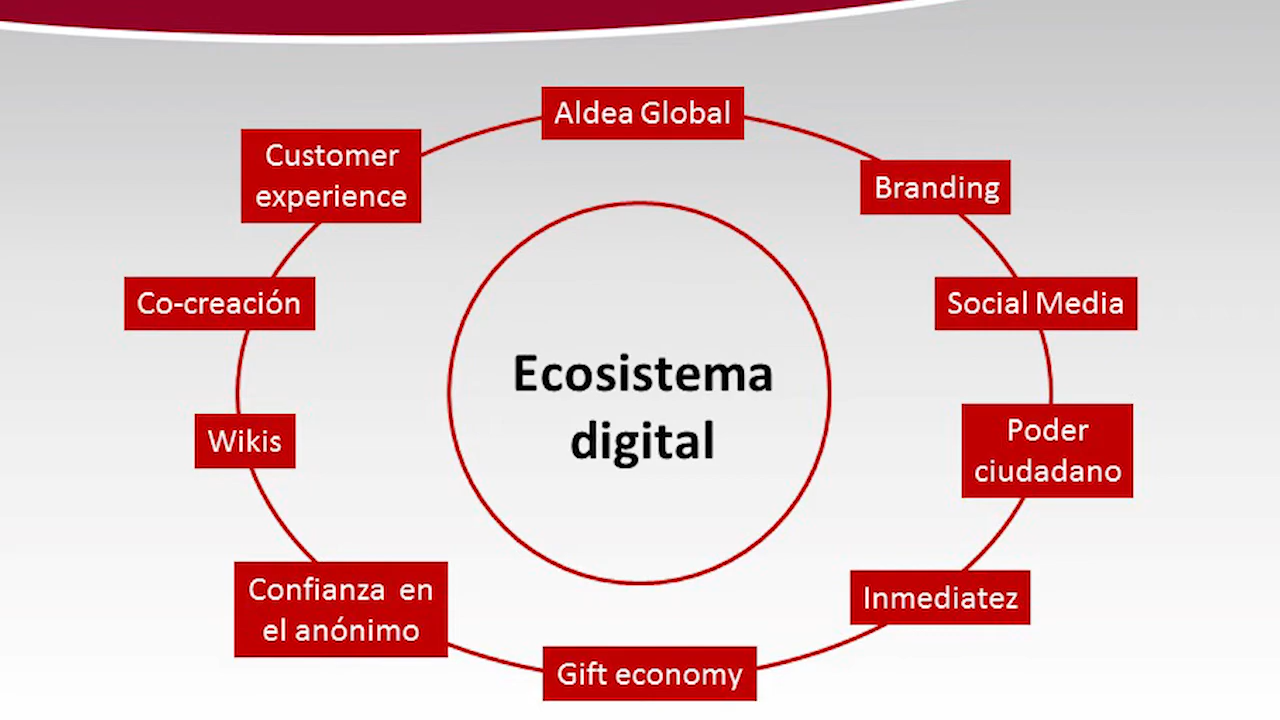 Aldea Global
Customer
experience
Branding
Co-creación
Social Media
Ecosistema
digital
Wikis
Poder
ciudadano
Confianza en
el anónimo
Inmediatez
Gift economy